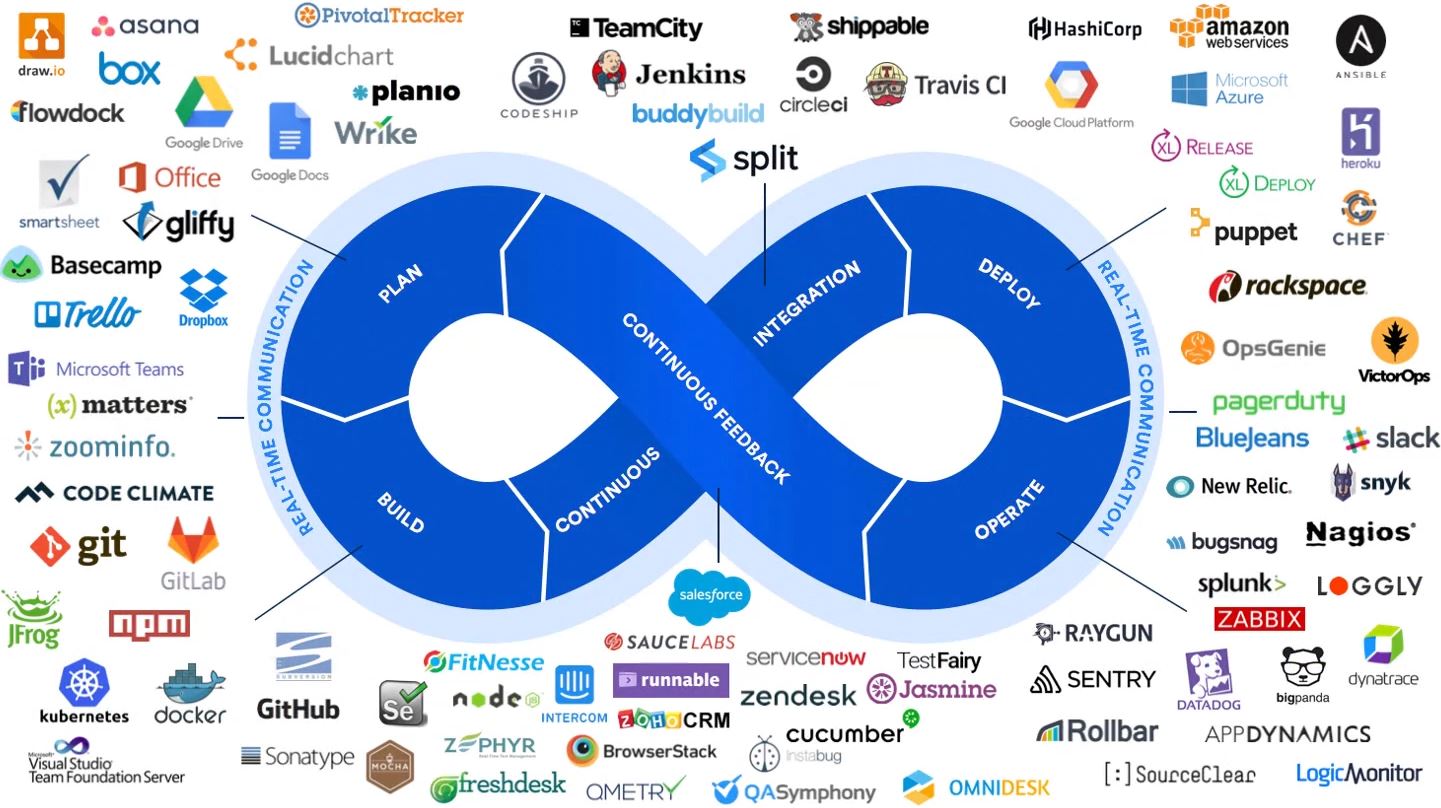 draw.io
asana
PivotalTracker
Lucidchart
box
flowdock
Google Drive
planio
Wrike
Google Docs
smartsheet
Office
gliffy
Basecamp
Trello
Dropbox
TC
TeamCity
shippable
CODESHIP
Jenkins
circleci
Travis CI
buddybuild
split
HashiCorp
amazon
web services
ANSIBLE
Google Cloud Platform
Microsoft
Azure
heroku
XL RELEASE
XL DEPLOY
puppet
CHEF
rackspace
PLAN
CONTINUOUS FEEDBACK
INTEGRATION
DEPLOY
BUILD
CONTINUOUS
OPERATE
REAL-TIME COMMUNICATION
REAL-TIME COMMUNICATION
T
Microsoft Teams
(x) matters
zoominfo.
CODE CLIMATE
git
GitLab
JFrog
npm
kubernetes
docker
SUBVERSION
GitHub
Microsoft
Visual Studio
Team Foundation Server
Sonatype
OpsGenie
VictorOps
pagerduty
BlueJeans
slack
New Relic.
snyk
bugsnag
Nagios®
splunk>
LOGGLY
ZABBIX
RAYGUN
SENTRY
DATADOG
bigpanda
dynatrace
Rollbar
APPDYNAMICS
[:]SourceClear
LogicMonitor
salesforce
SAUCELABS
FitNesse
Se
node
JS
INTERCOM
runnable
ZOHO CRM
servicenow
TestFairy
zendesk
Jasmine
cucumber
instabug
MOCHA
ZEPHYR
Real Time Test Management
BrowserStack
freshdesk
QMETRY
QASymphony
OMNIDESK